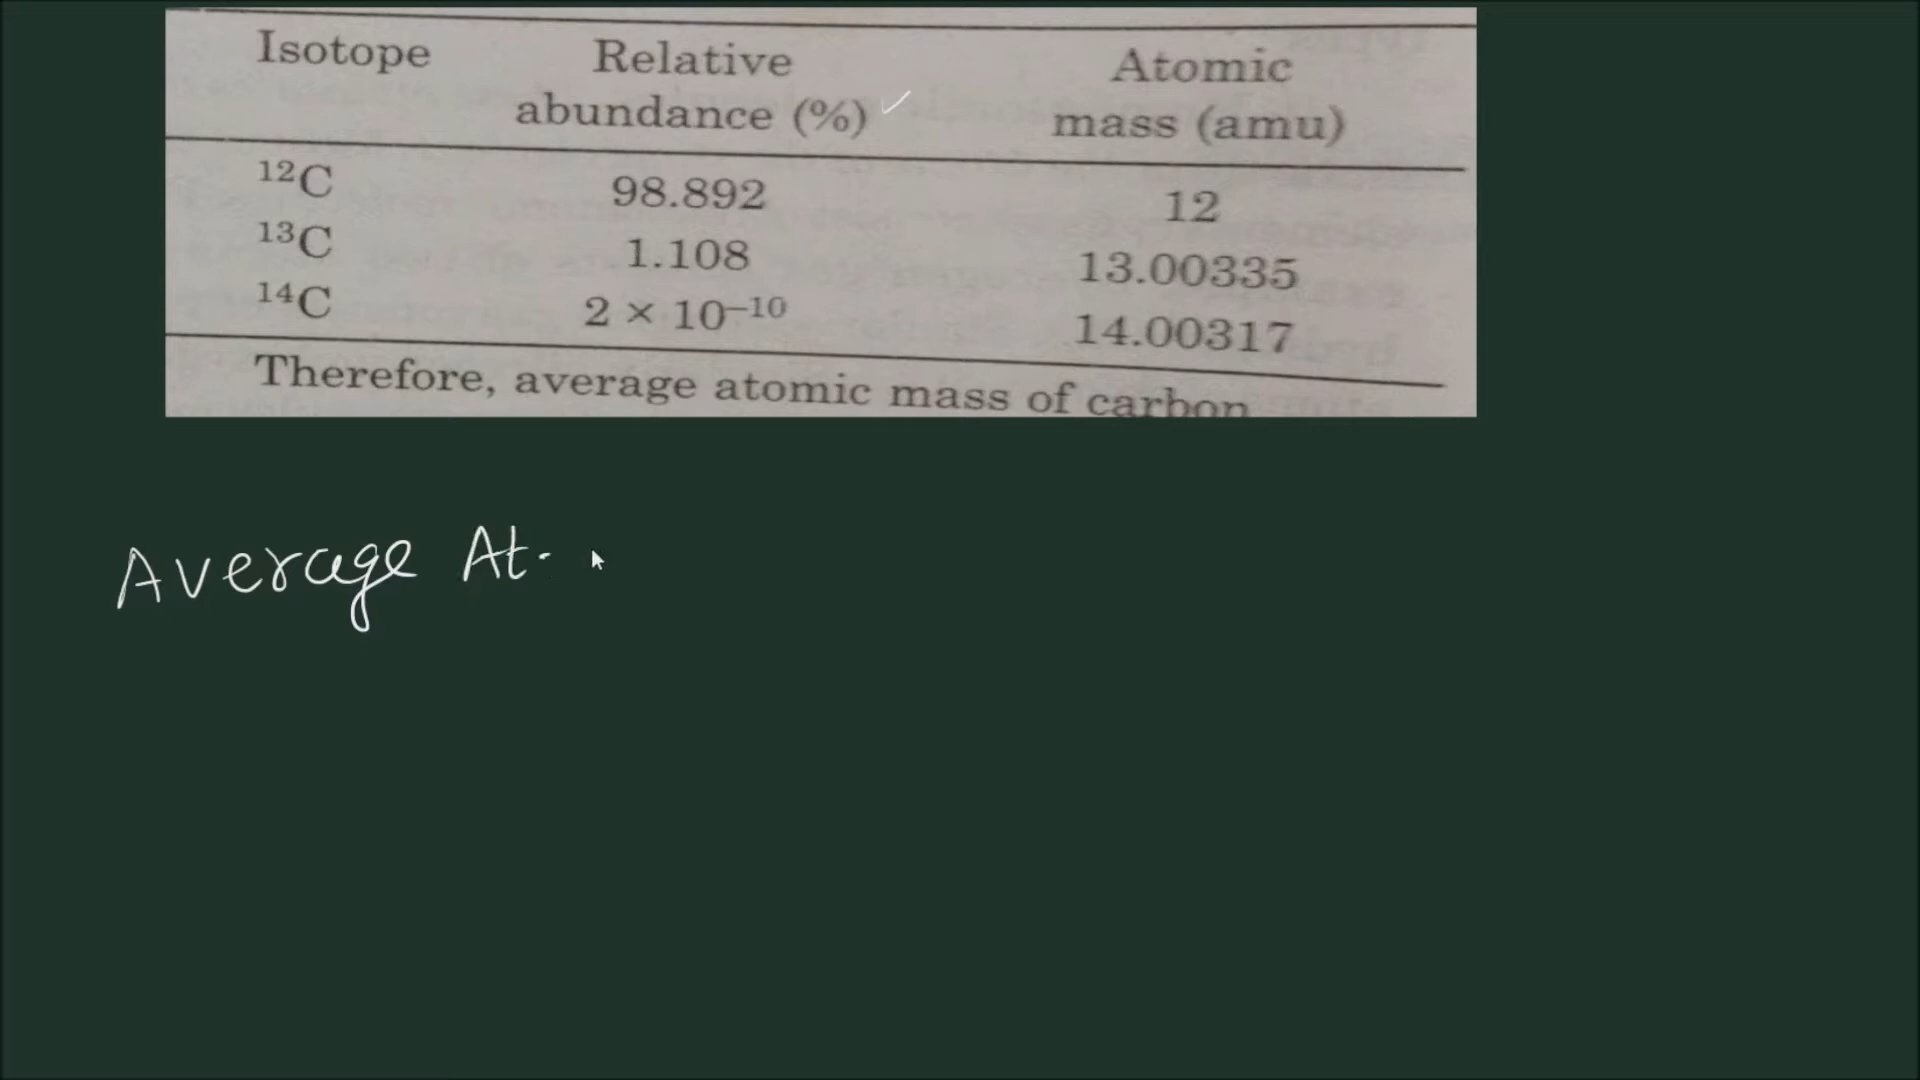 Isotope Relative Atomic
abundance (%) mass (amu)
¹²C 98.892 12
¹³C 1.108 13.00335
¹⁴C 2 × 10⁻¹⁰ 14.00317
Therefore, average atomic mass of carbon
Average At.